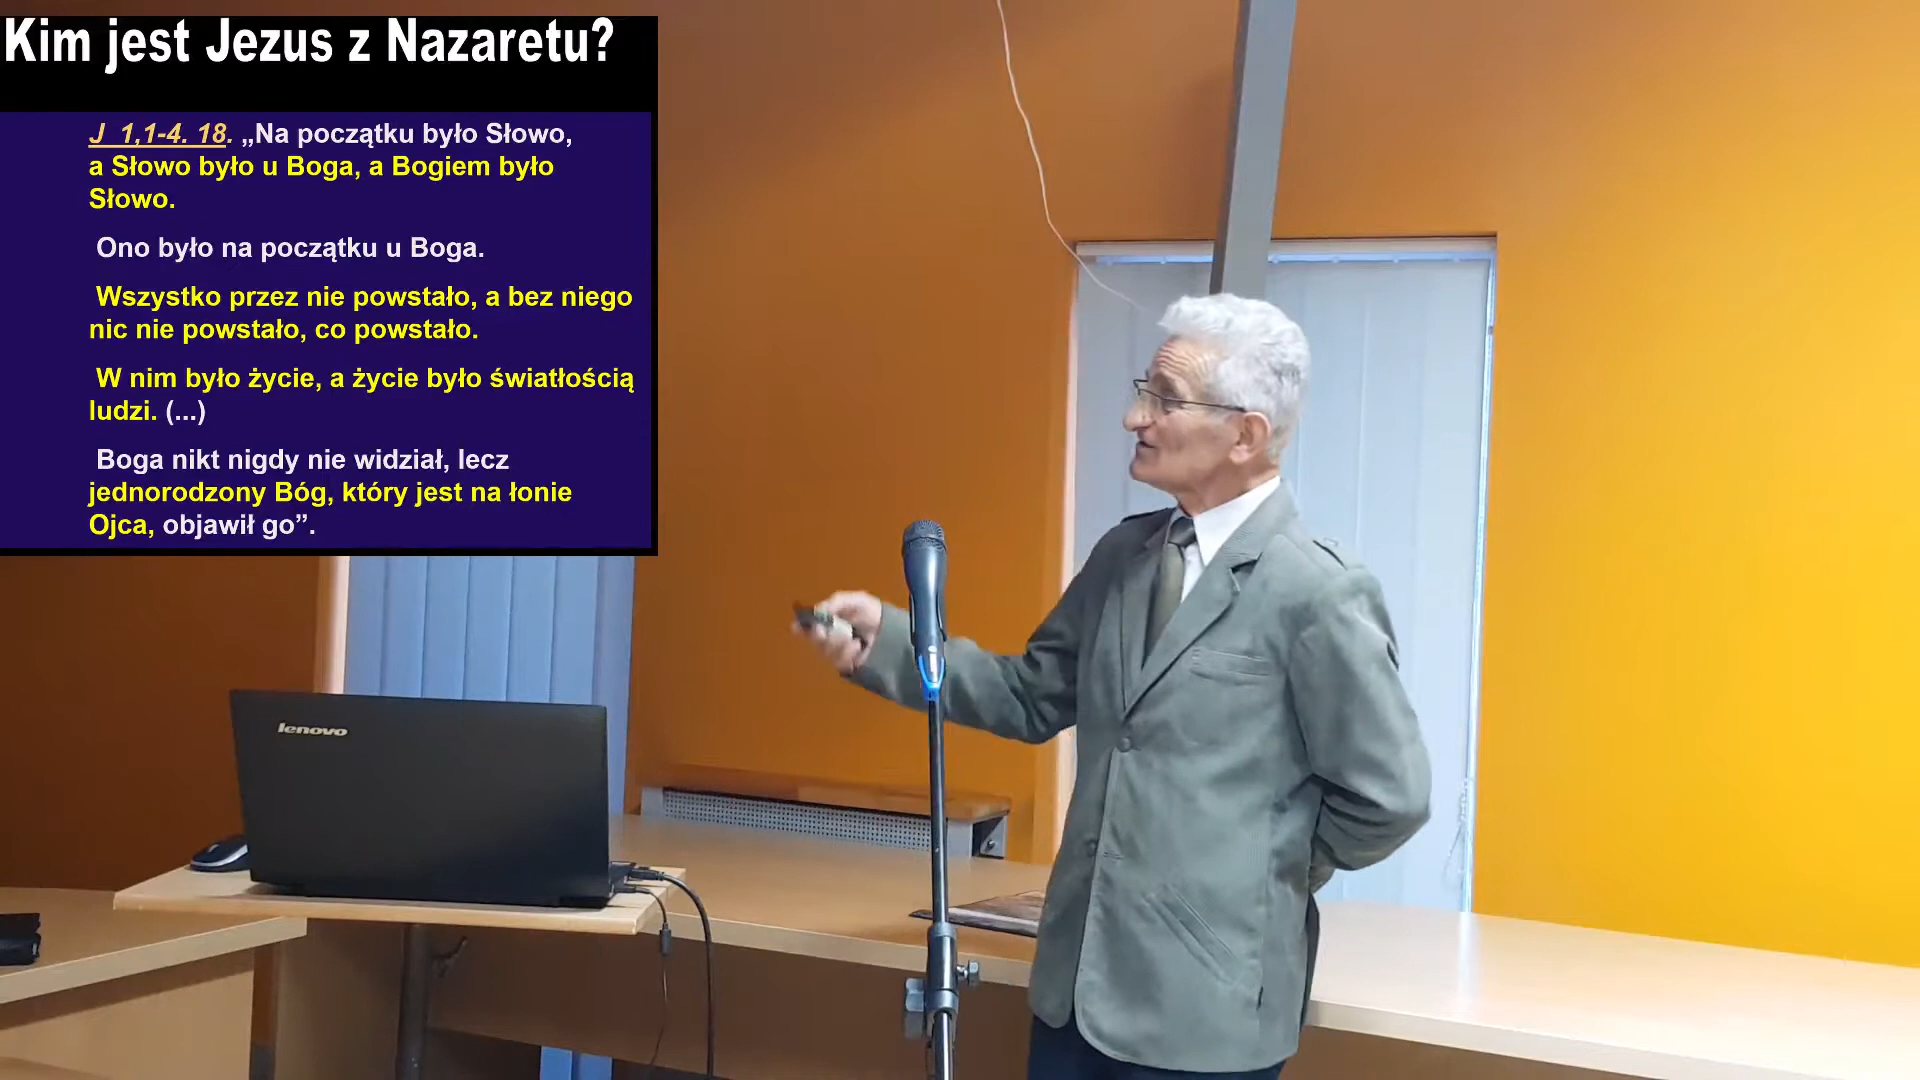 Kim jest Jezus z Nazaretu?
J 1,1-4. 18. „Na początku było Słowo,
a Słowo było u Boga, a Bogiem było
Słowo.
Ono było na początku u Boga.
Wszystko przez nie powstało, a bez niego
nic nie powstało, co powstało.
W nim było życie, a życie było światłością
ludzi. (...)
Boga nikt nigdy nie widział, lecz
jednorodzony Bóg, który jest na łonie
Ojca, objawił go”.
lenovo